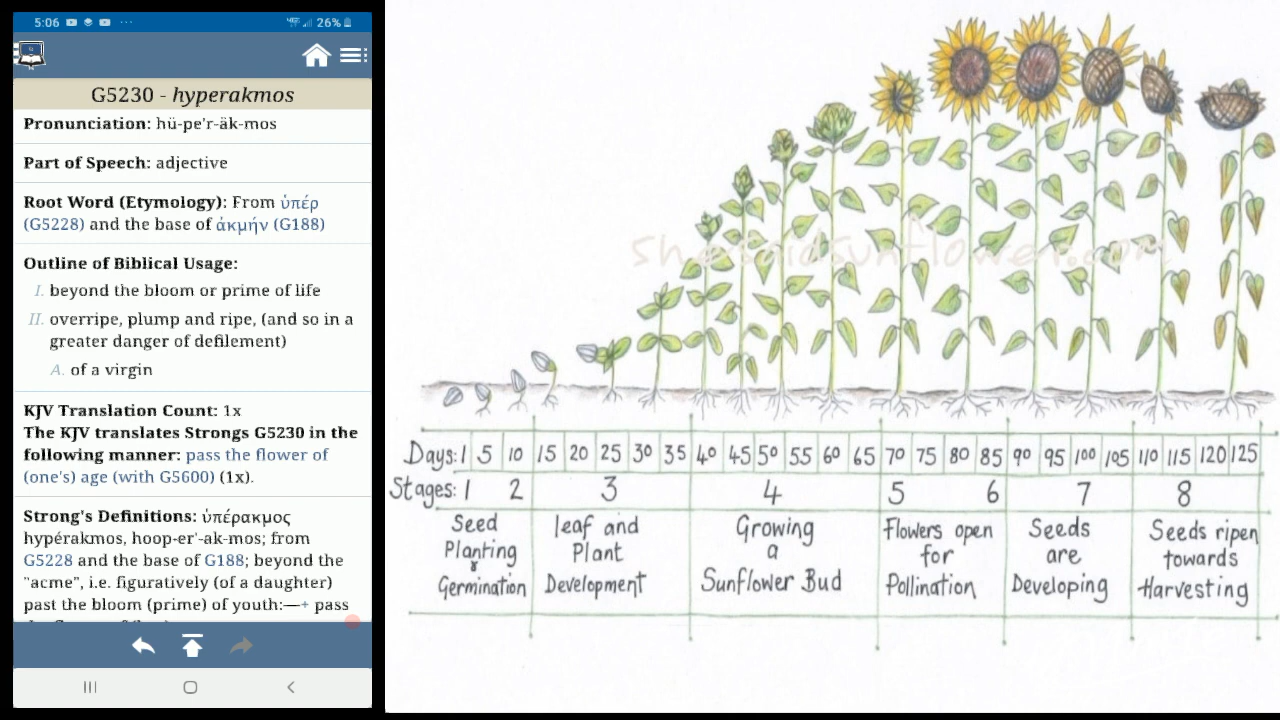 5:06
26%
G5230 - hyperakmos
Pronunciation: hü-pe'r-äk-mos
Part of Speech: adjective
Root Word (Etymology): From ὑπέρ
(G5228) and the base of ἀκμήν (G188)
Outline of Biblical Usage:
I. beyond the bloom or prime of life
II. overripe, plump and ripe, (and so in a
greater danger of defilement)
A. of a virgin
KJV Translation Count: 1x
The KJV translates Strongs G5230 in the
following manner: pass the flower of
(one's) age (with G5600) (1x).
Strong's Definitions: ὑπέρακμος
hypérakmos, hoop-er'-ak-mos; from
G5228 and the base of G188; beyond the
"acme", i.e. figuratively (of a daughter)
past the bloom (prime) of youth:—+ pass
shesaidsunflower.com
Days: 1 5 10 15 20 25 30 35 40 45 50 55 60 65 70 75 80 85 90 95 100 105 110 115 120 125
Stages: 1 2 3 4 5 6 7 8
Seed
Planting
&
Germination
leaf and
Plant
Development
Growing
a
Sunflower Bud
Flowers open
for
Pollination
Seeds
are
Developing
Seeds ripen
towards
Harvesting